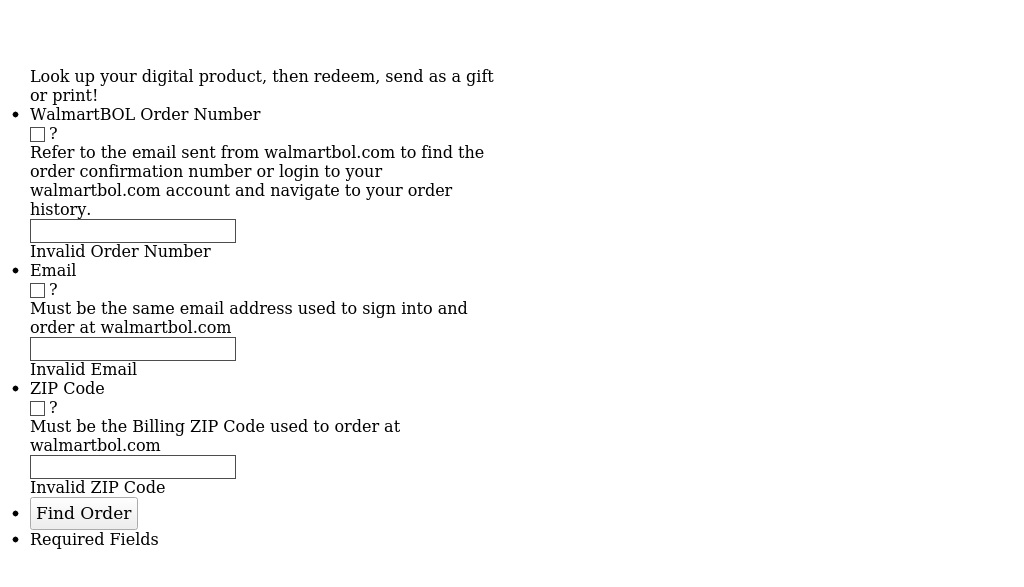 Look up your digital product, then redeem, send as a gift
or print!
WalmartBOL Order Number
?
Refer to the email sent from walmartbol.com to find the
order confirmation number or login to your
walmartbol.com account and navigate to your order
history.
Invalid Order Number
Email
?
Must be the same email address used to sign into and
order at walmartbol.com
Invalid Email
ZIP Code
?
Must be the Billing ZIP Code used to order at
walmartbol.com
Invalid ZIP Code
Find Order
Required Fields